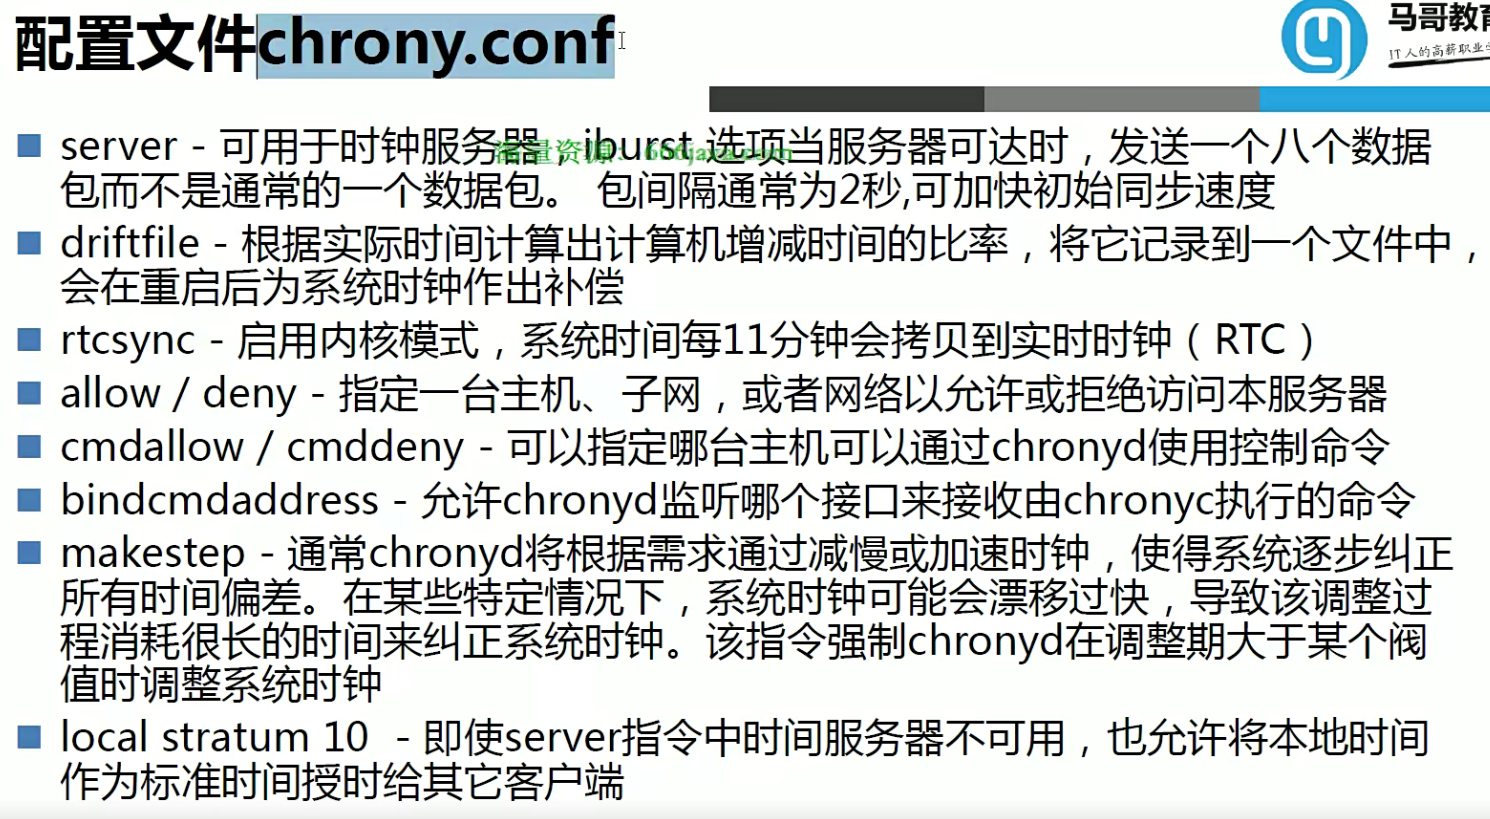 配置文件chrony.conf
马哥教育
IT人的高薪职业学
server - 可用于时钟服务器，iburst 选项当服务器可达时，发送一个八个数据
包而不是通常的一个数据包。 包间隔通常为2秒,可加快初始同步速度
海量资源：666java.com
driftfile - 根据实际时间计算出计算机增减时间的比率，将它记录到一个文件中，
会在重启后为系统时钟作出补偿
rtcsync - 启用内核模式，系统时间每11分钟会拷贝到实时时钟（RTC）
allow / deny - 指定一台主机、子网，或者网络以允许或拒绝访问本服务器
cmdallow / cmddeny - 可以指定哪台主机可以通过chronyd使用控制命令
bindcmdaddress - 允许chronyd监听哪个接口来接收由chronyc执行的命令
makestep - 通常chronyd将根据需求通过减慢或加速时钟，使得系统逐步纠正
所有时间偏差。在某些特定情况下，系统时钟可能会漂移过快，导致该调整过
程消耗很长的时间来纠正系统时钟。该指令强制chronyd在调整期大于某个阀
值时调整系统时钟
local stratum 10 - 即使server指令中时间服务器不可用，也允许将本地时间
作为标准时间授时给其它客户端